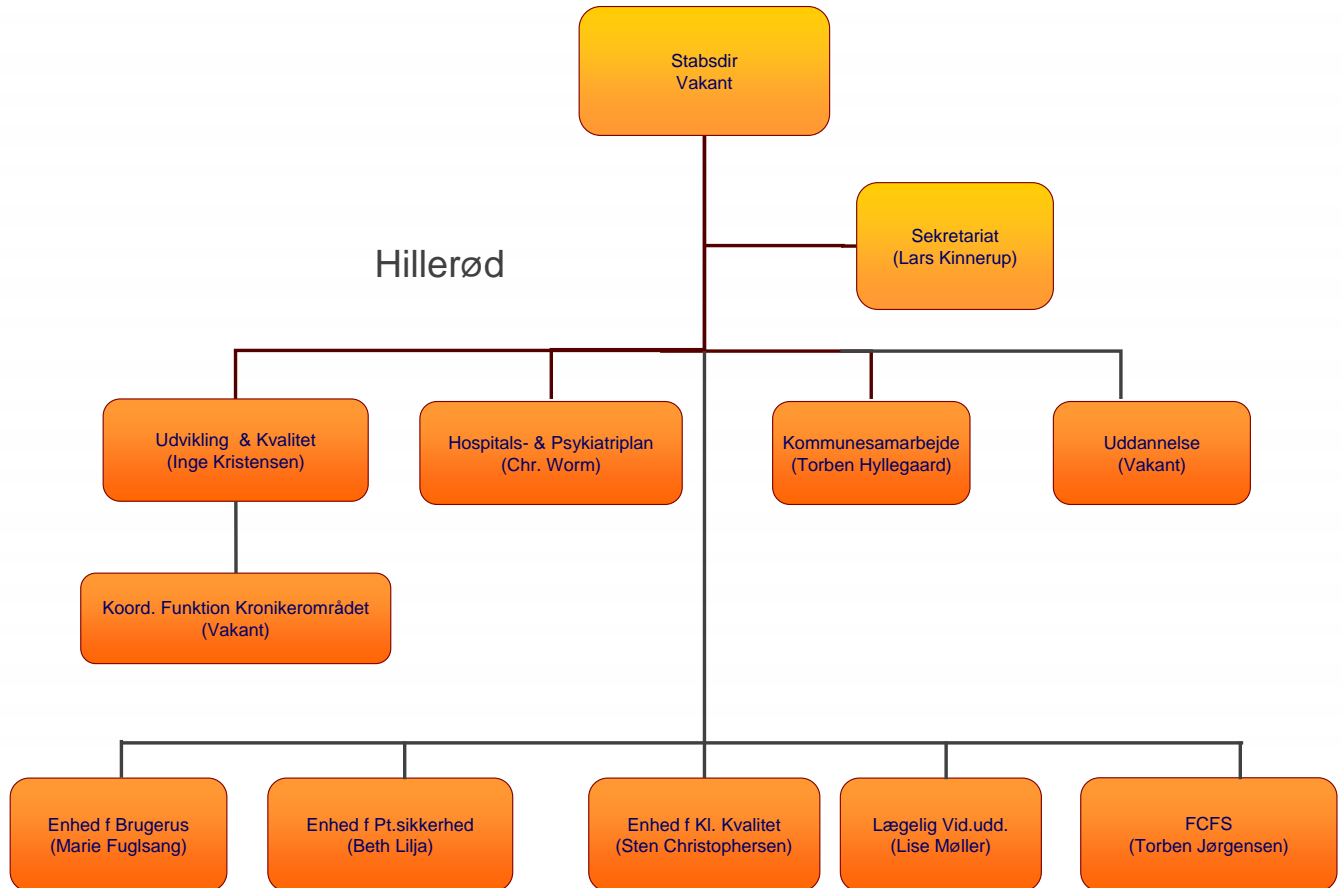 Stabsdir
Vakant
Sekretariat
(Lars Kinnerup)
Hillerød
Udvikling & Kvalitet
(Inge Kristensen)
Hospitals- & Psykiatriplan
(Chr. Worm)
Kommunesamarbejde
(Torben Hyllegaard)
Uddannelse
(Vakant)
Koord. Funktion Kronikerområdet
(Vakant)
Enhed f Brugerus
(Marie Fuglsang)
Enhed f Pt.sikkerhed
(Beth Lilja)
Enhed f Kl. Kvalitet
(Sten Christophersen)
Lægelig Vid.udd.
(Lise Møller)
FCFS
(Torben Jørgensen)